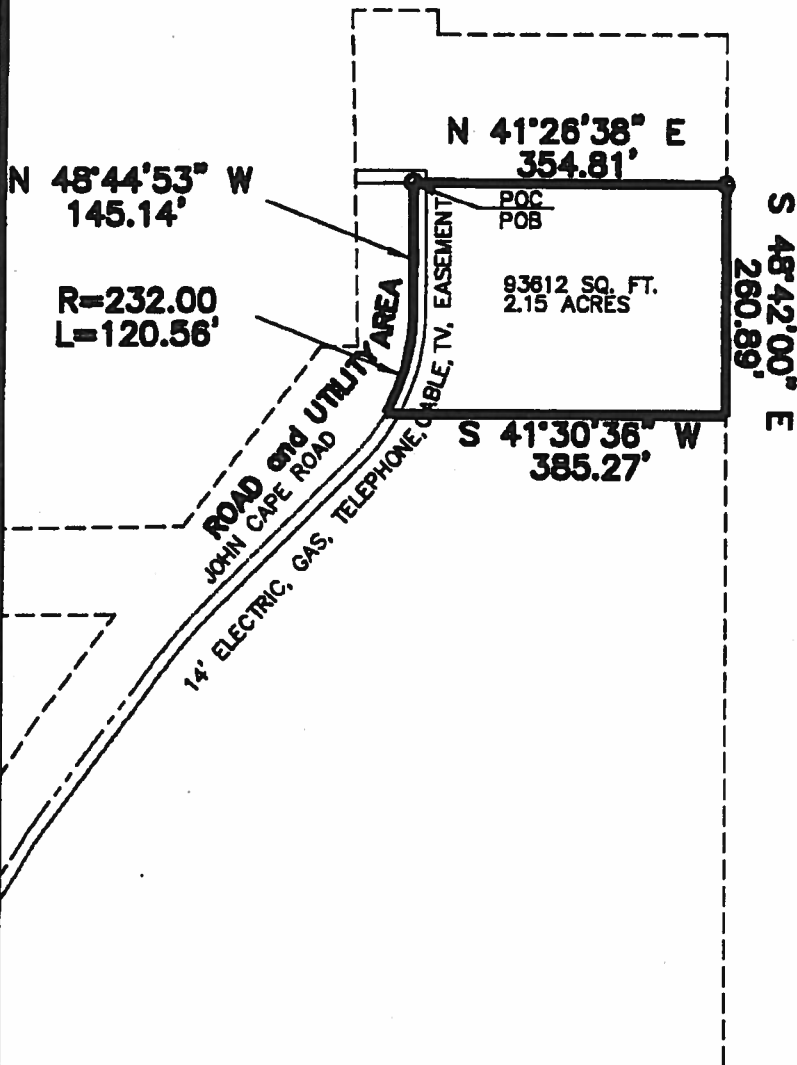 N 41°26'38" E
354.81'
N 48°44'53" W
145.14'
POC
POB
S 48°42'00" E
260.89'
93612 SQ. FT.
2.15 ACRES
R=232.00
L=120.56'
S 41°30'36" W
385.27'
ROAD and UTILITY AREA
JOHN CAPE ROAD
14' ELECTRIC, GAS, TELEPHONE, CABLE, TV, EASEMENT